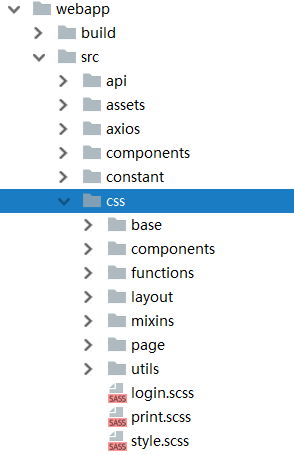 webapp
build
src
api
assets
axios
components
constant
css
base
components
functions
layout
mixins
page
utils
SASS login.scss
SASS print.scss
SASS style.scss